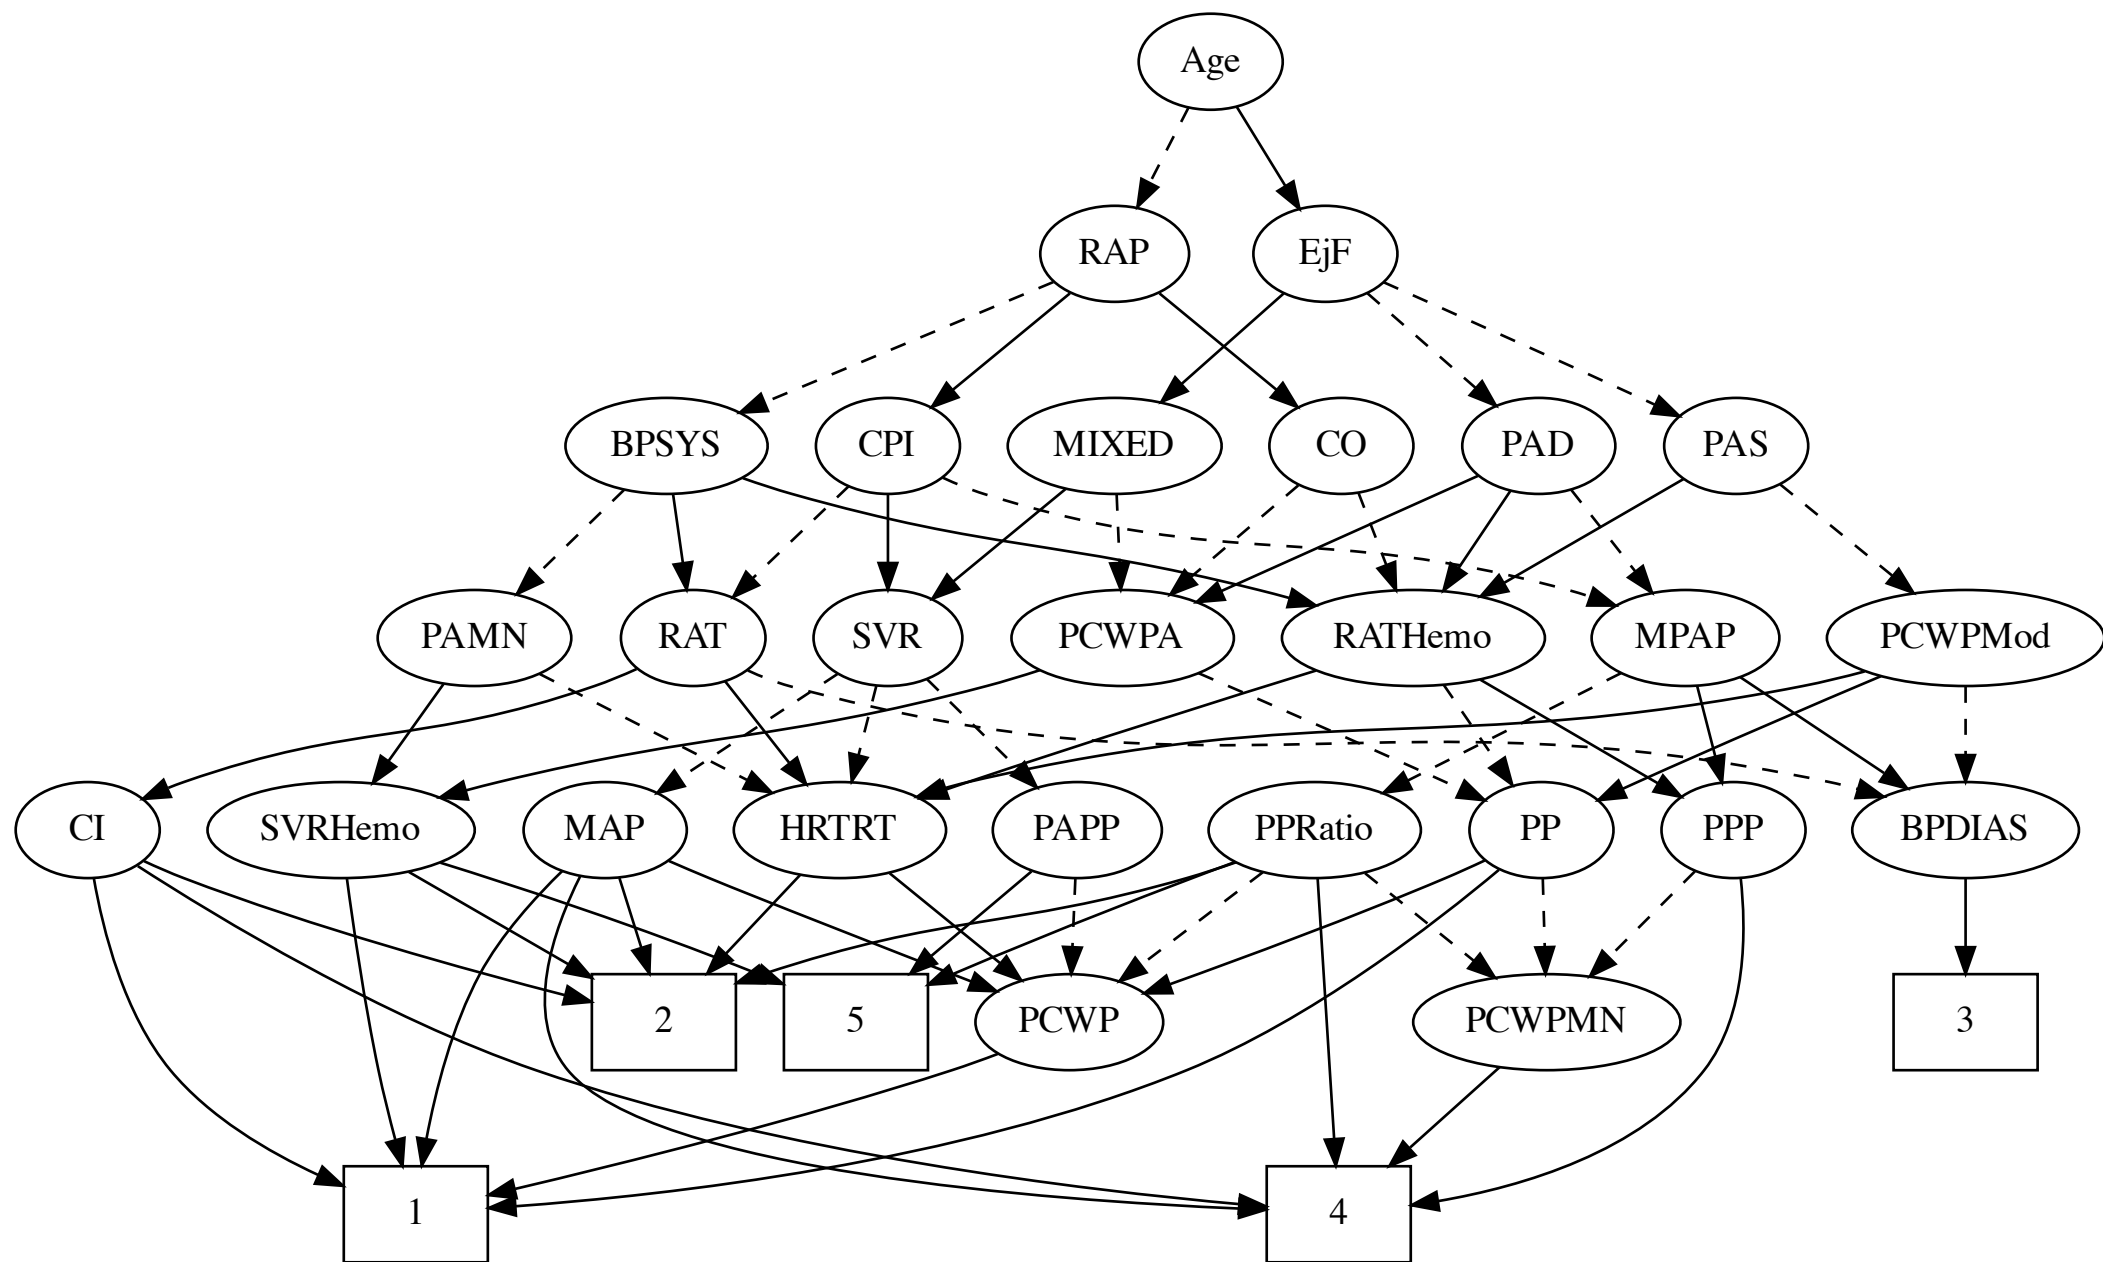 Age
RAP
EjF
BPSYS
CPI
MIXED
CO
PAD
PAS
PAMN
RAT
SVR
PCWPA
RATHemo
MPAP
PCWPMod
CI
SVRHemo
MAP
HRTRT
PAPP
PPRatio
PP
PPP
BPDIAS
2
5
PCWP
PCWPMN
3
1
4